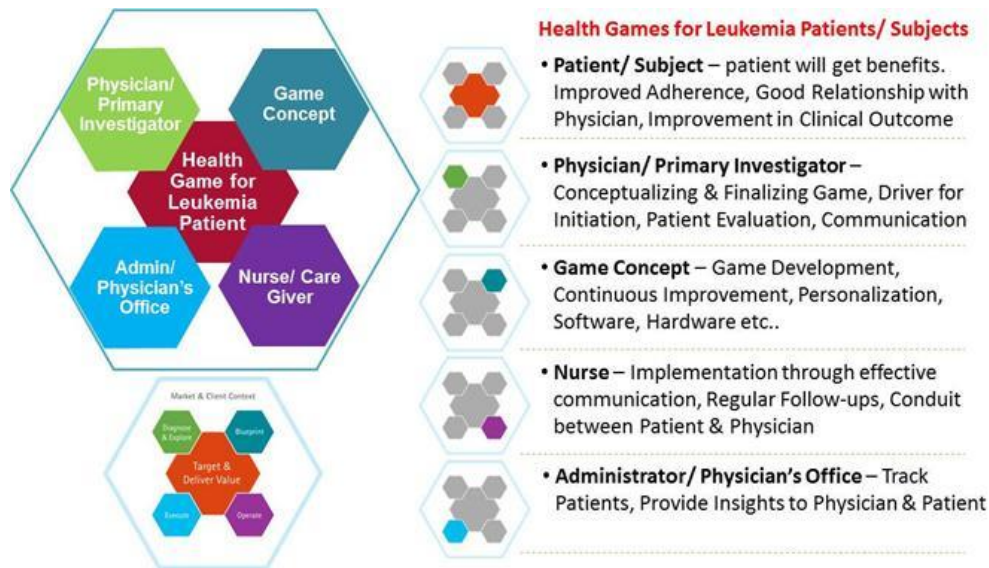 Physician/
Primary
Investigator
Game
Concept
Health
Game for
Leukemia
Patient
Admin/
Physician's
Office
Nurse/ Care
Giver
Market & Client Context
Diagnose
& Explore
Blueprint
Target &
Deliver Value
Execute
Operate
Health Games for Leukemia Patients/ Subjects
• Patient/ Subject – patient will get benefits.
Improved Adherence, Good Relationship with
Physician, Improvement in Clinical Outcome
• Physician/ Primary Investigator –
Conceptualizing & Finalizing Game, Driver for
Initiation, Patient Evaluation, Communication
• Game Concept – Game Development,
Continuous Improvement, Personalization,
Software, Hardware etc..
• Nurse – Implementation through effective
communication, Regular Follow-ups, Conduit
between Patient & Physician
• Administrator/ Physician's Office – Track
Patients, Provide Insights to Physician & Patient